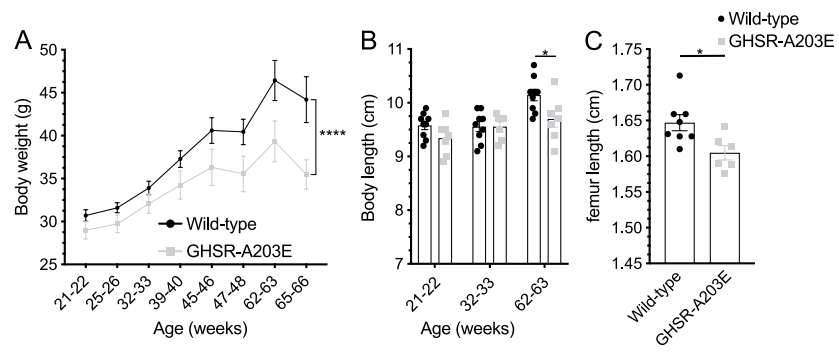 A
Body weight (g)
50
45
40
35
30
25
****
Wild-type
GHSR-A203E
21-22
25-26
32-33
39-40
45-46
47-48
62-63
65-66
Age (weeks)
B
Body length (cm)
11
10
9
8
7
*
21-22
32-33
62-63
Age (weeks)
Wild-type
GHSR-A203E
C
femur length (cm)
1.75
1.70
1.65
1.60
1.55
1.50
1.45
*
Wild-type
GHSR-A203E